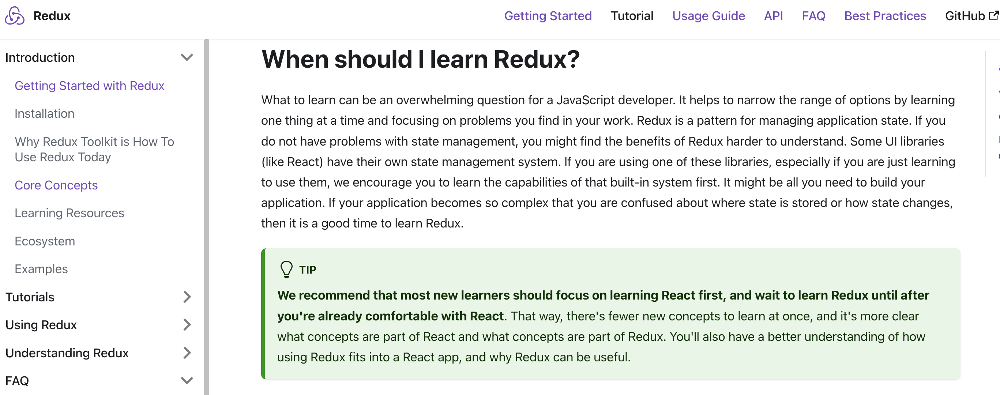 Redux
Getting Started
Tutorial
Usage Guide
API
FAQ
Best Practices
GitHub
Introduction
Getting Started with Redux
Installation
Why Redux Toolkit is How To
Use Redux Today
Core Concepts
Learning Resources
Ecosystem
Examples
Tutorials
Using Redux
Understanding Redux
FAQ
When should I learn Redux?
What to learn can be an overwhelming question for a JavaScript developer. It helps to narrow the range of options by learning
one thing at a time and focusing on problems you find in your work. Redux is a pattern for managing application state. If you
do not have problems with state management, you might find the benefits of Redux harder to understand. Some UI libraries
(like React) have their own state management system. If you are using one of these libraries, especially if you are just learning
to use them, we encourage you to learn the capabilities of that built-in system first. It might be all you need to build your
application. If your application becomes so complex that you are confused about where state is stored or how state changes,
then it is a good time to learn Redux.
TIP
We recommend that most new learners should focus on learning React first, and wait to learn Redux until after
you're already comfortable with React. That way, there's fewer new concepts to learn at once, and it's more clear
what concepts are part of React and what concepts are part of Redux. You'll also have a better understanding of how
using Redux fits into a React app, and why Redux can be useful.